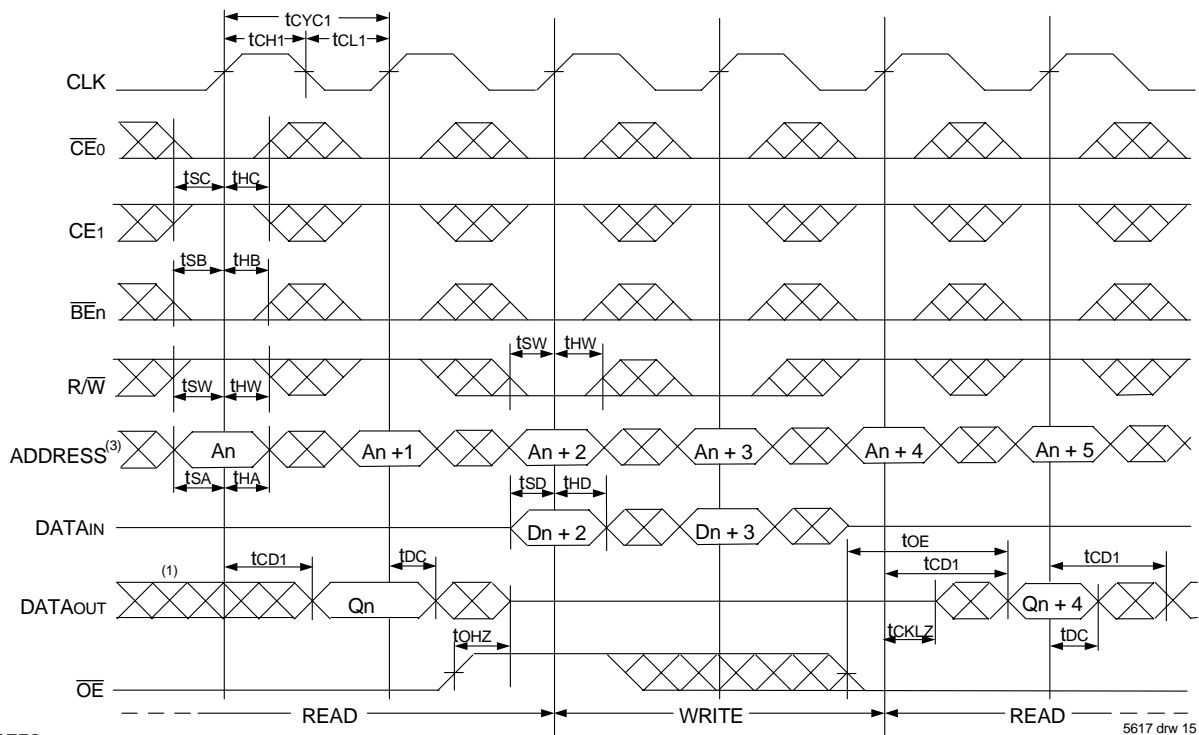 tCYC1
tCH1 tCL1
CLK
CE0
tSC tHC
CE1
tSB tHB
BEn
tSW tHW
R/W
tSW tHW
ADDRESS(3) An An +1 An + 2 An + 3 An + 4 An + 5
tSA tHA
tSD tHD
DATAIN Dn + 2 Dn + 3
tOE
(1) tCD1 tDC tCD1 tCD1
DATAOUT Qn Qn + 4
tOHZ tCKLZ tDC
OE
READ WRITE READ
5617 drw 15